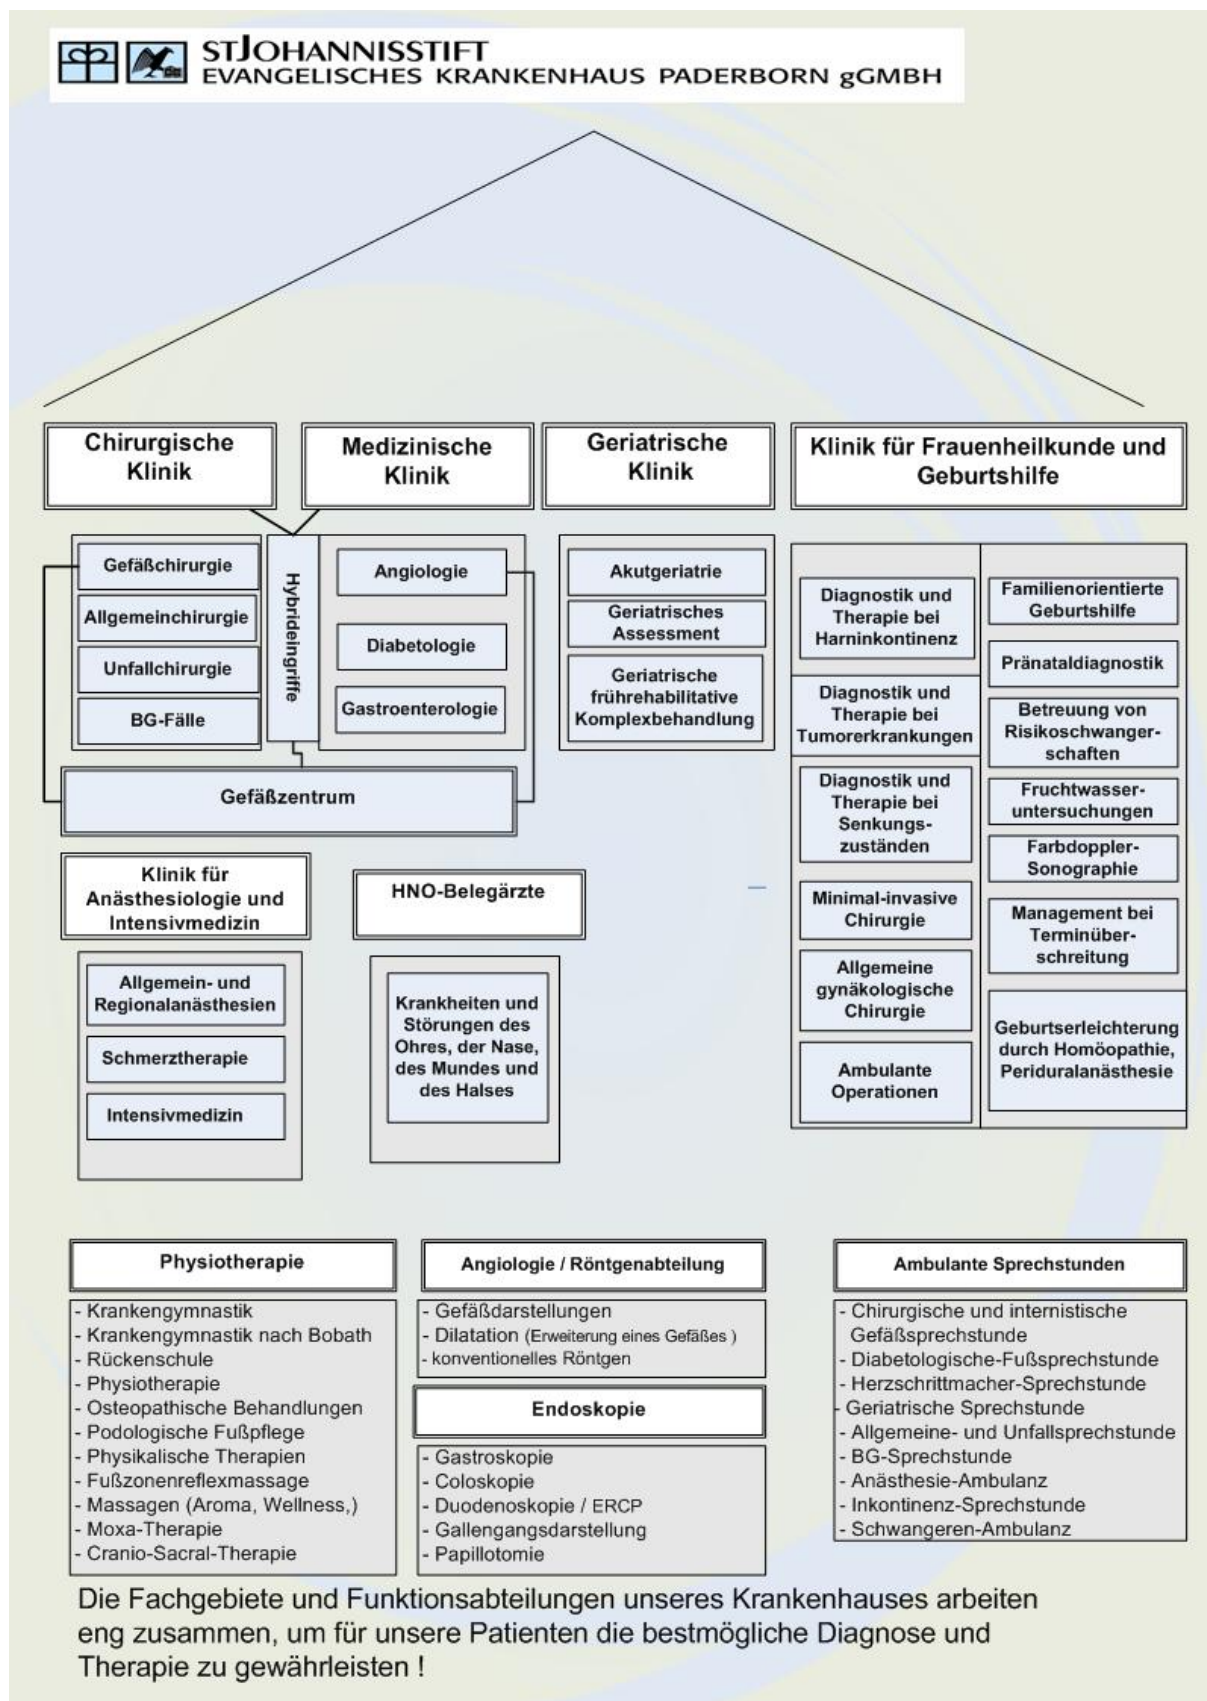 STJOHANNISSTIFT
EVANGELISCHES KRANKENHAUS PADERBORN gGMBH
Chirurgische
Klinik
Medizinische
Klinik
Geriatrische
Klinik
Klinik für Frauenheilkunde und
Geburtshilfe
Gefäßchirurgie
Allgemeinchirurgie
Unfallchirurgie
BG-Fälle
Hybrideingriffe
Angiologie
Diabetologie
Gastroenterologie
Gefäßzentrum
Akutgeriatrie
Geriatrisches
Assessment
Geriatrische
frührehabilitative
Komplexbehandlung
Diagnostik und
Therapie bei
Harninkontinenz
Diagnostik und
Therapie bei
Tumorerkrankungen
Diagnostik und
Therapie bei
Senkungs-
zuständen
Minimal-invasive
Chirurgie
Allgemeine
gynäkologische
Chirurgie
Ambulante
Operationen
Familienorientierte
Geburtshilfe
Pränataldiagnostik
Betreuung von
Risikoschwanger-
schaften
Fruchtwasser-
untersuchungen
Farbdoppler-
Sonographie
Management bei
Terminüber-
schreitung
Geburtserleichterung
durch Homöopathie,
Periduralanästhesie
Klinik für
Anästhesiologie und
Intensivmedizin
Allgemein- und
Regionalanästhesien
Schmerztherapie
Intensivmedizin
HNO-Belegärzte
Krankheiten und
Störungen des
Ohres, der Nase,
des Mundes und
des Halses
Physiotherapie
- Krankengymnastik
- Krankengymnastik nach Bobath
- Rückenschule
- Physiotherapie
- Osteopathische Behandlungen
- Podologische Fußpflege
- Physikalische Therapien
- Fußzonenreflexmassage
- Massagen (Aroma, Wellness,)
- Moxa-Therapie
- Cranio-Sacral-Therapie
Angiologie / Röntgenabteilung
- Gefäßdarstellungen
- Dilatation (Erweiterung eines Gefäßes )
- konventionelles Röntgen
Endoskopie
- Gastroskopie
- Coloskopie
- Duodenoskopie / ERCP
- Gallengangsdarstellung
- Papillotomie
Ambulante Sprechstunden
- Chirurgische und internistische
Gefäßsprechstunde
- Diabetologische-Fußsprechstunde
- Herzschrittmacher-Sprechstunde
- Geriatrische Sprechstunde
- Allgemeine- und Unfallsprechstunde
- BG-Sprechstunde
- Anästhesie-Ambulanz
- Inkontinenz-Sprechstunde
- Schwangeren-Ambulanz
Die Fachgebiete und Funktionsabteilungen unseres Krankenhauses arbeiten
eng zusammen, um für unsere Patienten die bestmögliche Diagnose und
Therapie zu gewährleisten !